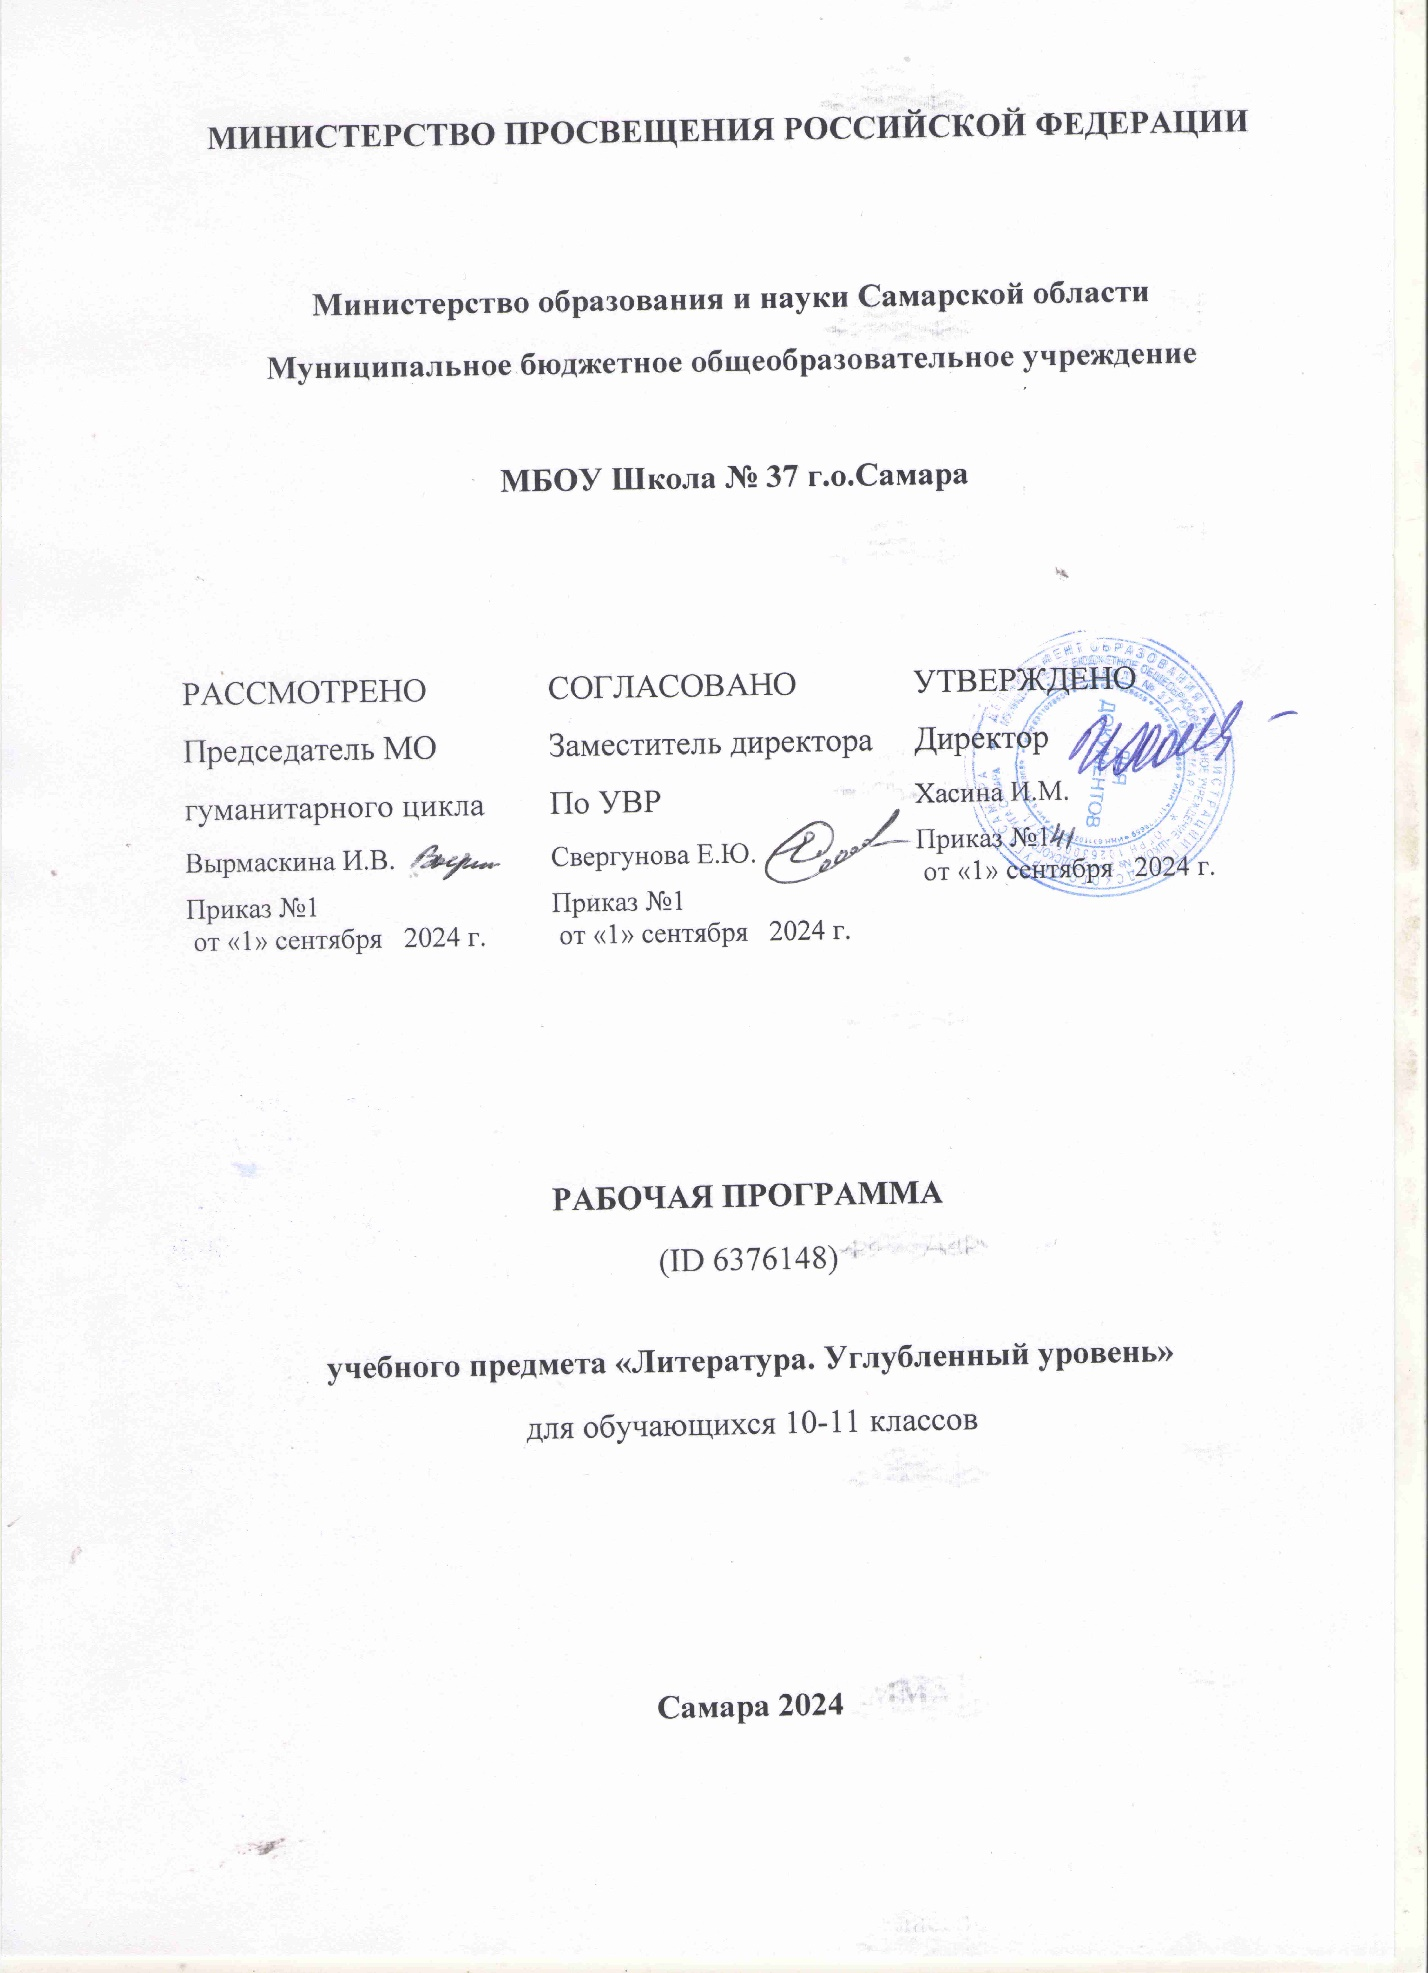 МИНИСТЕРСТВО ПРОСВЕЩЕНИЯ РОССИЙСКОЙ ФЕДЕРАЦИИ
Министерство образования и науки Самарской области
Муниципальное бюджетное общеобразовательное учреждение
МБОУ Школа № 37 г.о.Самара
РАССМОТРЕНО
Председатель МО
гуманитарного цикла
Вырмаскина И.В.
Приказ №1
от «1» сентября 2024 г.
СОГЛАСОВАНО
Заместитель директора
По УВР
Свергунова Е.Ю.
Приказ №1
от «1» сентября 2024 г.
УТВЕРЖДЕНО
Директор
Хасина И.М.
Приказ
от «1» сентября 2024 г.
РАБОЧАЯ ПРОГРАММА
(ID 6376148)
учебного предмета «Литература. Углубленный уровень»
для обучающихся 10-11 классов
Самара 2024